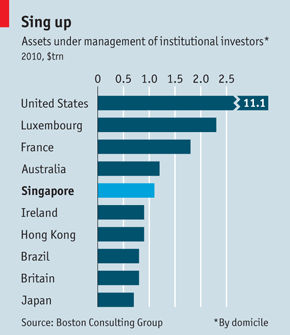 Sing up
Assets under management of institutional investors*
2010, $trn
0 0.5 1.0 1.5 2.0 2.5
United States 11.1
Luxembourg
France
Australia
Singapore
Ireland
Hong Kong
Brazil
Britain
Japan
Source: Boston Consulting Group *By domicile